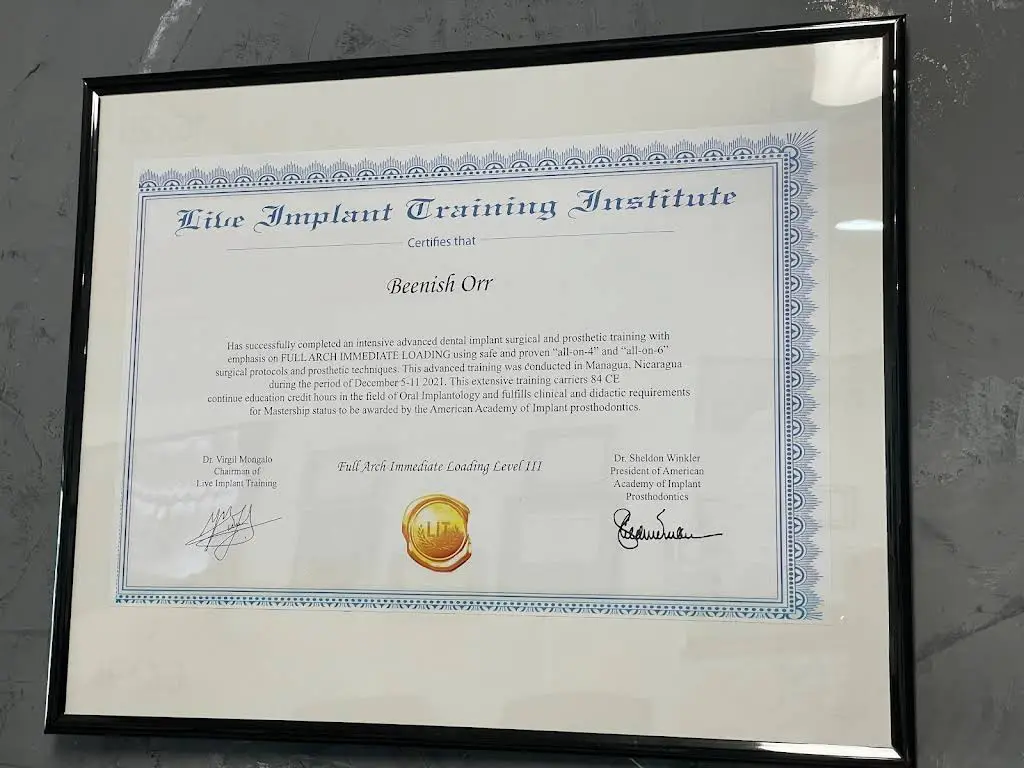 Live Implant Training Institute
Certifies that
Beenish Orr
Has successfully completed an intensive advanced dental implant surgical and prosthetic training with
emphasis on FULL ARCH IMMEDIATE LOADING using safe and proven “all-on-4” and “all-on-6”
surgical protocols and prosthetic techniques. This advanced training was conducted in Managua, Nicaragua
during the period of December 5-11 2021. This extensive training carriers 84 CE
continue education credit hours in the field of Oral Implantology and fulfills clinical and didactic requirements
for Mastership status to be awarded by the American Academy of Implant prosthodontics.
Dr. Virgil Mongalo
Chairman of
Live Implant Training
Full Arch Immediate Loading Level III
LIT
Dr. Sheldon Winkler
President of American
Academy of Implant
Prosthodontics